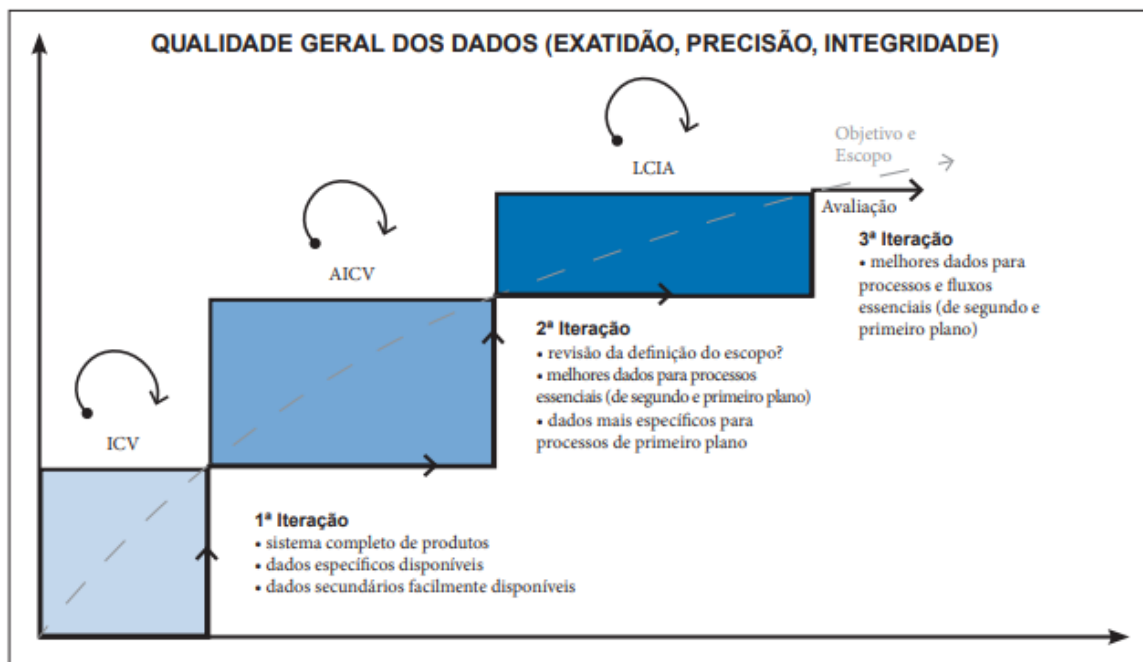 QUALIDADE GERAL DOS DADOS (EXATIDÃO, PRECISÃO, INTEGRIDADE)
LCIA
Objetivo e
Escopo
Avaliação
3ª Iteração
• melhores dados para
processos e fluxos
essenciais (de segundo e
primeiro plano)
AICV
2ª Iteração
• revisão da definição do escopo?
• melhores dados para processos
essenciais (de segundo e primeiro plano)
• dados mais específicos para
processos de primeiro plano
ICV
1ª Iteração
• sistema completo de produtos
• dados específicos disponíveis
• dados secundários facilmente disponíveis